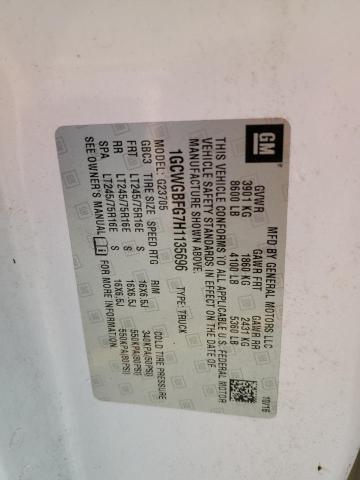 GM
MFD BY GENERAL MOTORS LLC
10/16
GVWR GAWR FRT GAWR RR
3901 KG 1860 KG 2431 KG
8600 LB 4100 LB 5360 LB
THIS VEHICLE CONFORMS TO ALL APPLICABLE U.S. FEDERAL MOTOR
VEHICLE SAFETY STANDARDS IN EFFECT ON THE DATE OF
MANUFACTURE SHOWN ABOVE.
1GCWGBFG7H1135696 TYPE: TRUCK
MODEL: G23705
GBC3 TIRE SIZE SPEED RTG RIM COLD TIRE PRESSURE
FRT LT245/75R16E S 16X6.5J 340KPA(50PSI)
RR LT245/75R16E S 16X6.5J 550KPA(80PSI)
SPA LT245/75R16E S 16X6.5J 550KPA(80PSI)
SEE OWNER'S MANUAL FOR MORE INFORMATION